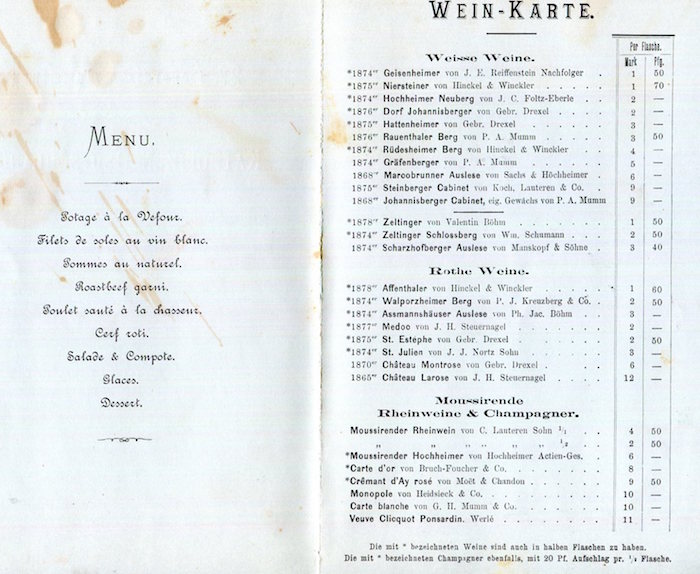 MENU.
Potage à la Vefour.
Filets de soles au vin blanc.
Pommes au naturel.
Roastbeef garni.
Poulet sauté à la chasseur.
Cerf roti.
Salade & Compote.
Glaces.
Dessert.
WEIN-KARTE.
Per Flasche.
Mark Pfg.
Weisse Weine.
*1874er Geisenheimer von J. E. Reiffenstein Nachfolger . 1 50
*1875er Niersteiner von Hinckel & Winkler . . . . 1 70
*1874er Hochheimer Neuberg von J. C. Foltz-Eberle . . 2 —
*1876er Dorf Johannisberger von Gebr. Drexel . . . . 2 —
*1875er Hattenheimer von Gebr. Drexel . . . . . 3 —
*1876er Rauenthaler Berg von P. A. Mumm . . . . 3 50
*1874er Rüdesheimer Berg von Hinckel & Winckler . . 4 —
1874er Gräfenberger von P. A. Mumm . . . . . 5 —
1868er Marcobrunner Auslese von Sachs & Höchheimer . 6 —
1875er Steinberger Cabinet von Koch, Lauteren & Co. . 9 —
1868er Johannisberger Cabinet, eig. Gewächs von P. A. Mumm 9 —
*1878er Zeltinger von Valentin Böhm . . . . . 1 50
*1874er Zeltinger Schlossberg von Wm. Schumann . . . 2 50
1874er Scharzhofberger Auslese von Manskopf & Söhne . 3 40
Rothe Weine.
*1878er Affenthaler von Hinckel & Winckler . . . . 1 60
*1874er Walporzheimer Berg von P. J. Kreuzberg & Co. . 2 50
*1874er Assmannshäuser Auslese von Ph. Jac. Böhm . . 3 —
*1877er Medoc von J. H. Steuernagel . . . . . 2 —
*1875er St. Estephe von Gebr. Drexel . . . . . 2 50
*1874er St. Julien von J. J. Nortz Sohn . . . . . 3 —
1870er Château Montrose von Gebr. Drexel . . . . 6 —
1865er Château Larose von J. H. Steuernagel . . . . 12 —
Moussirende
Rheinweine & Champagner.
Moussirender Rheinwein von C. Lauteren Sohn 1/1 . . . 4 50
„ „ „ „ „ „ 1/2 . . . 2 50
*Moussirender Hochheimer von Hochheimer Actien-Ges. . 6 —
*Carte d'or von Bruch-Foucher & Co. . . . . . 8 —
*Crêmant d'Ay rosé von Moët & Chandon . . . . . 9 50
Monopole von Heidsieck & Co. . . . . . . 10 —
Carte blanche von G. H. Mumm & Co. . . . . . 10 —
Veuve Clicquot Ponsardin. Werlé . . . . . . 11 —
Die mit * bezeichneten Weine sind auch in halben Flaschen zu haben.
Die mit * bezeichneten Champagner ebenfalls, mit 20 Pf. Aufschlag pr. 1/2 Flasche.